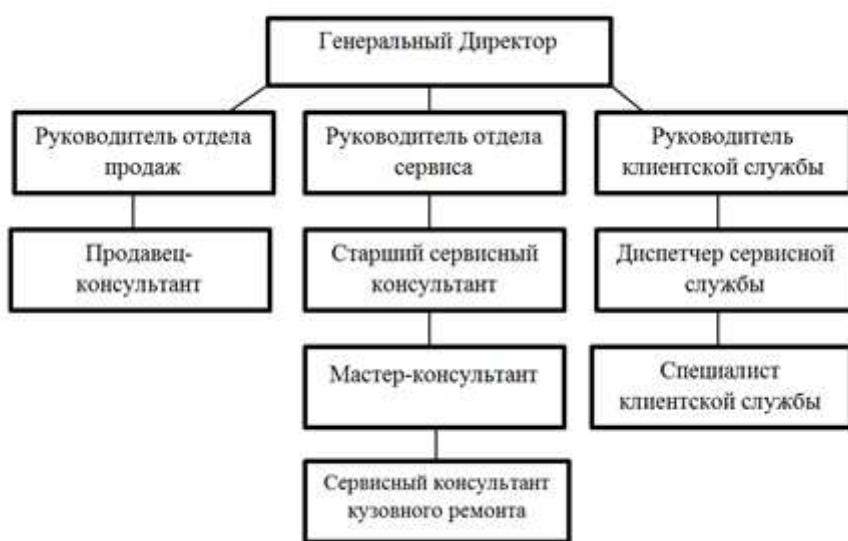 Генеральный Директор
Руководитель отдела
продаж
Руководитель отдела
сервиса
Руководитель
клиентской службы
Продавец-
консультант
Старший сервисный
консультант
Диспетчер сервисной
службы
Мастер-консультант
Специалист
клиентской службы
Сервисный консультант
кузовного ремонта